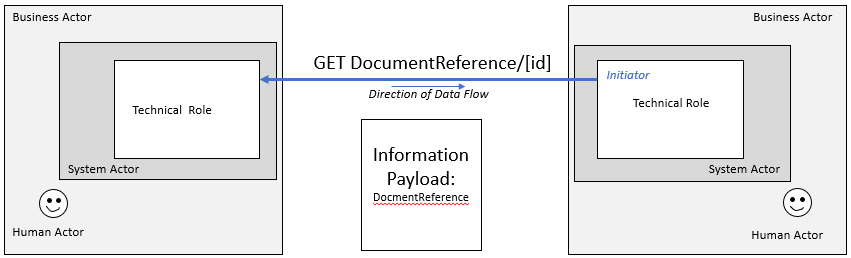 Business Actor
Business Actor
GET DocumentReference/[id]
Initiator
Direction of Data Flow
Technical Role
Technical Role
Information
Payload:
DocmentReference
System Actor
System Actor
Human Actor
Human Actor